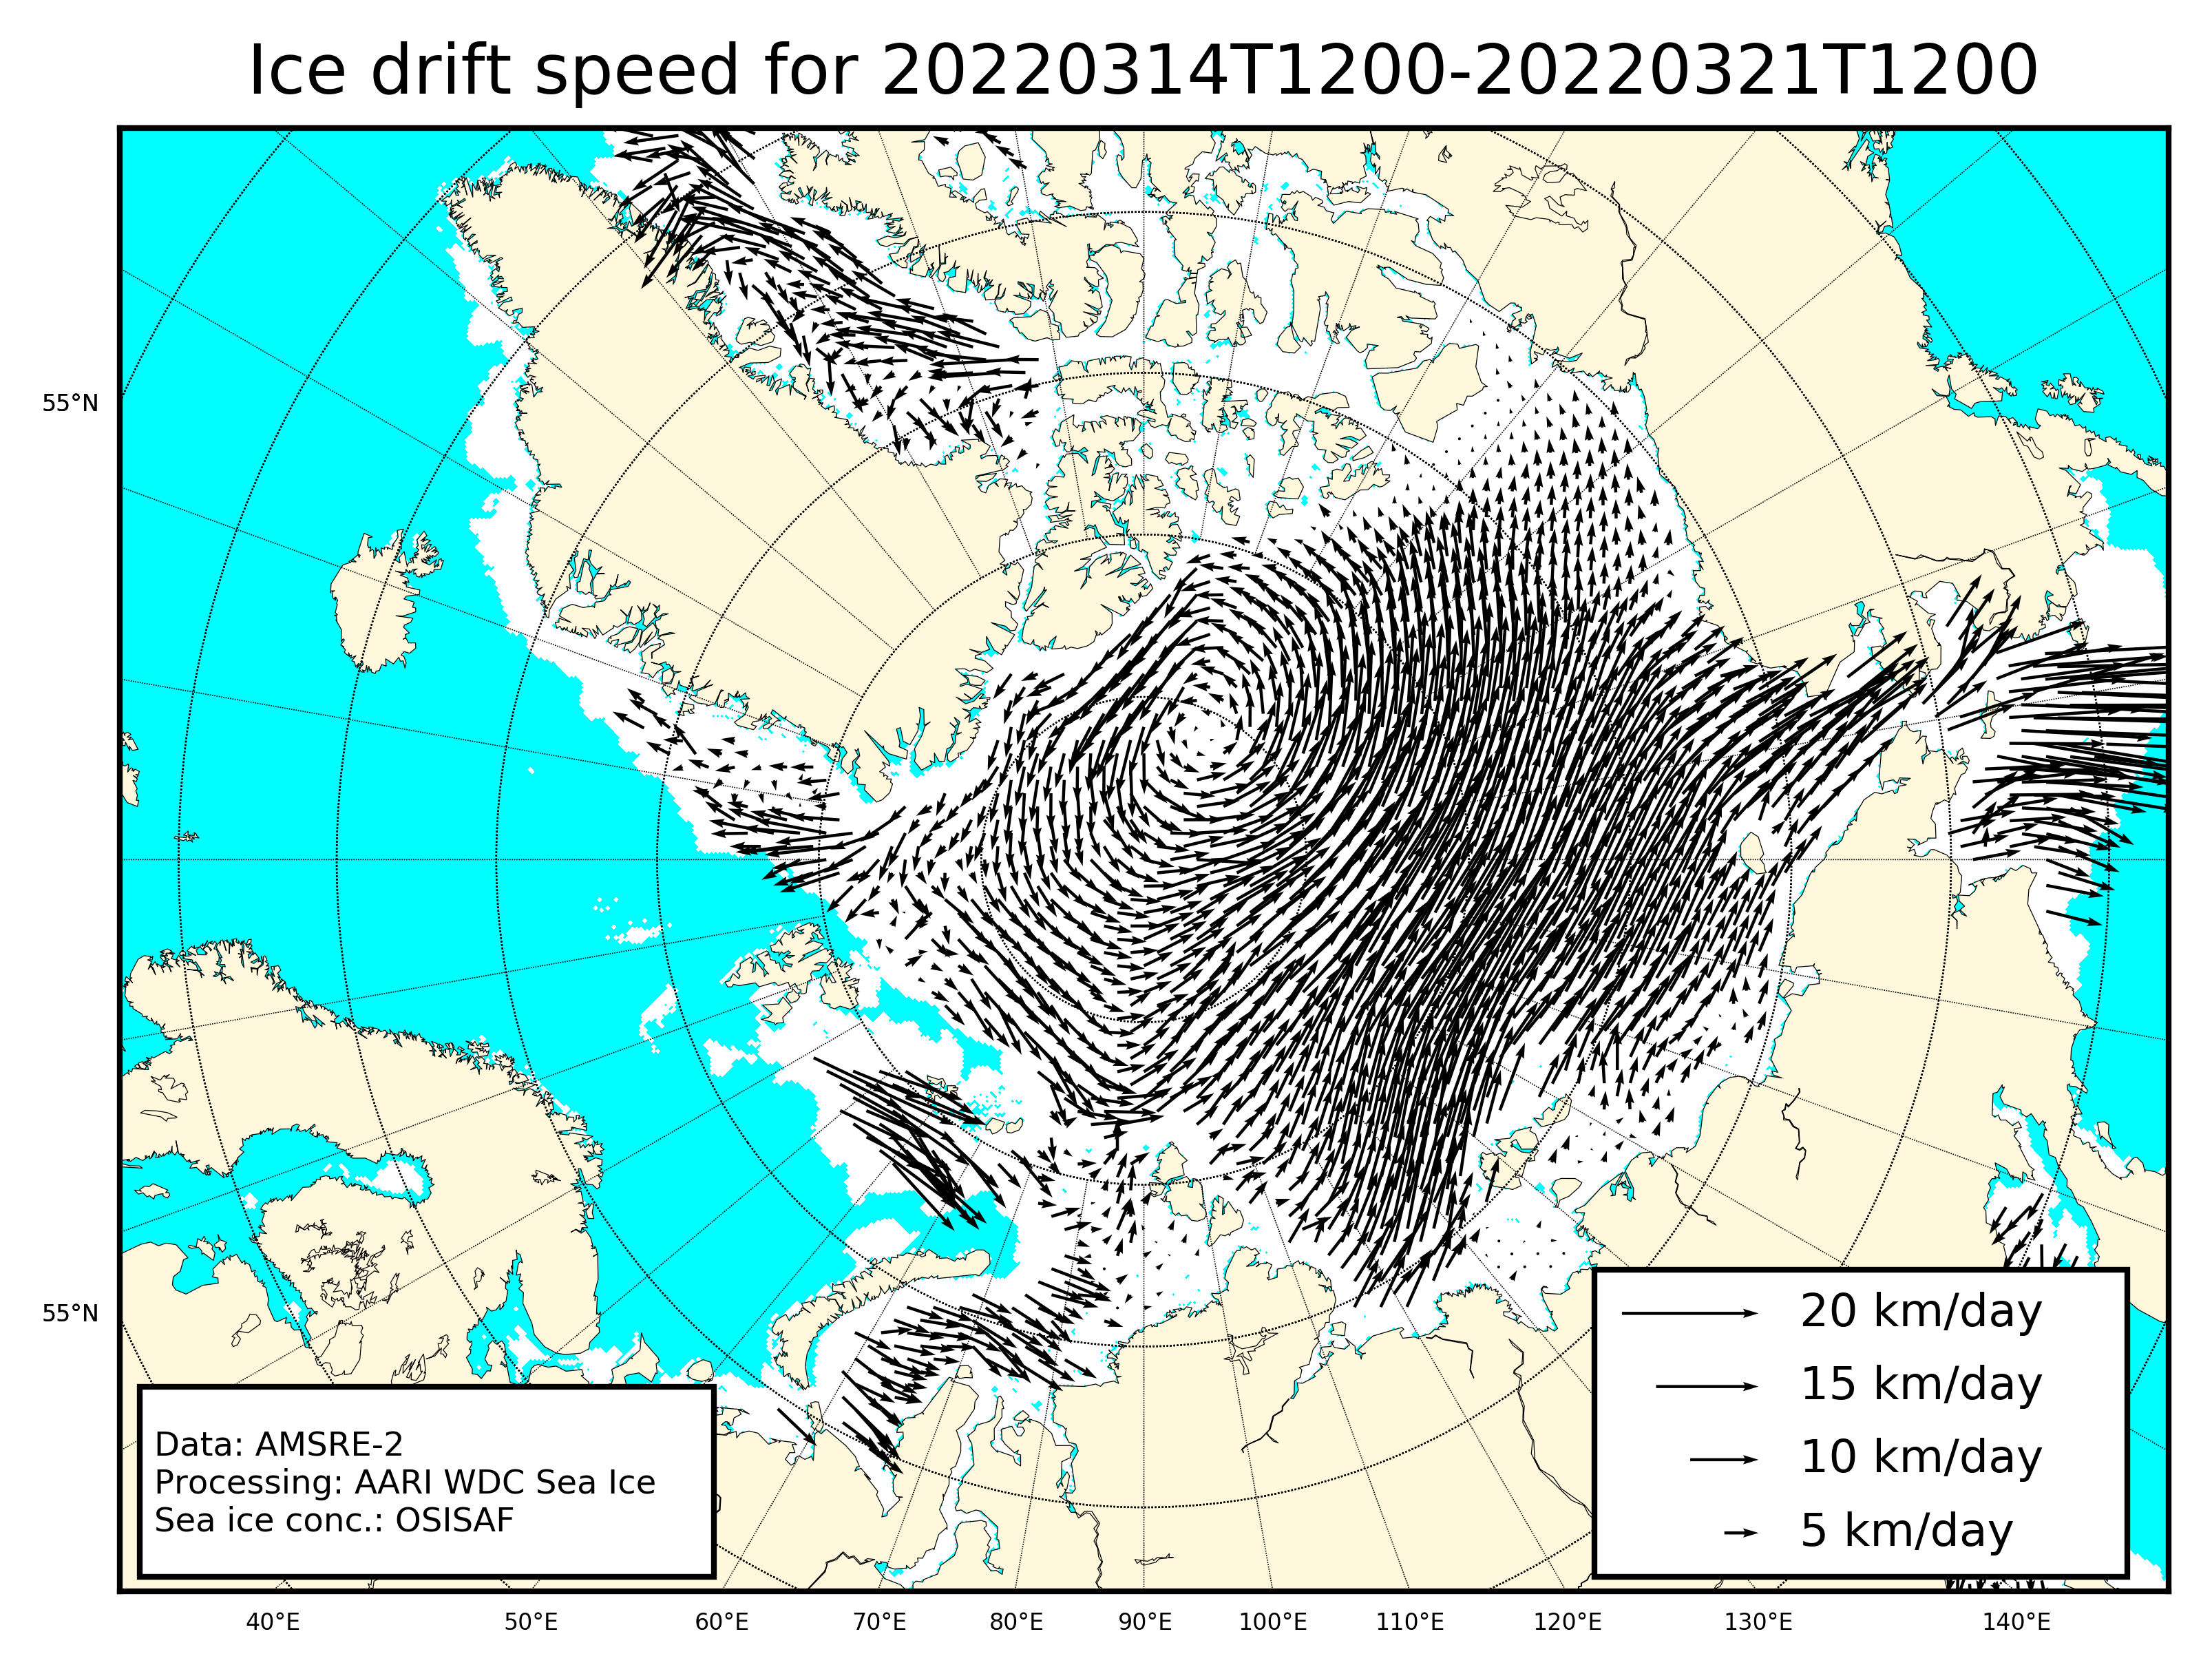 Ice drift speed for 20220314T1200-20220321T1200
55°N
55°N
20 km/day
15 km/day
10 km/day
5 km/day
Data: AMSRE-2
Processing: AARI WDC Sea Ice
Sea ice conc.: OSISAF
40°E 50°E 60°E 70°E 80°E 90°E 100°E 110°E 120°E 130°E 140°E